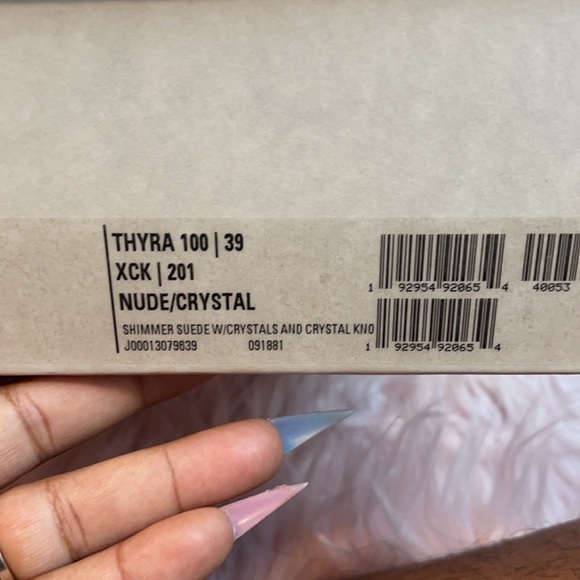 THYRA 100 | 39
XCK | 201
NUDE/CRYSTAL
SHIMMER SUEDE W/CRYSTALS AND CRYSTAL KNO
J00013079639 091881
1 92954 92065 4
40053
1 92954 92065 4